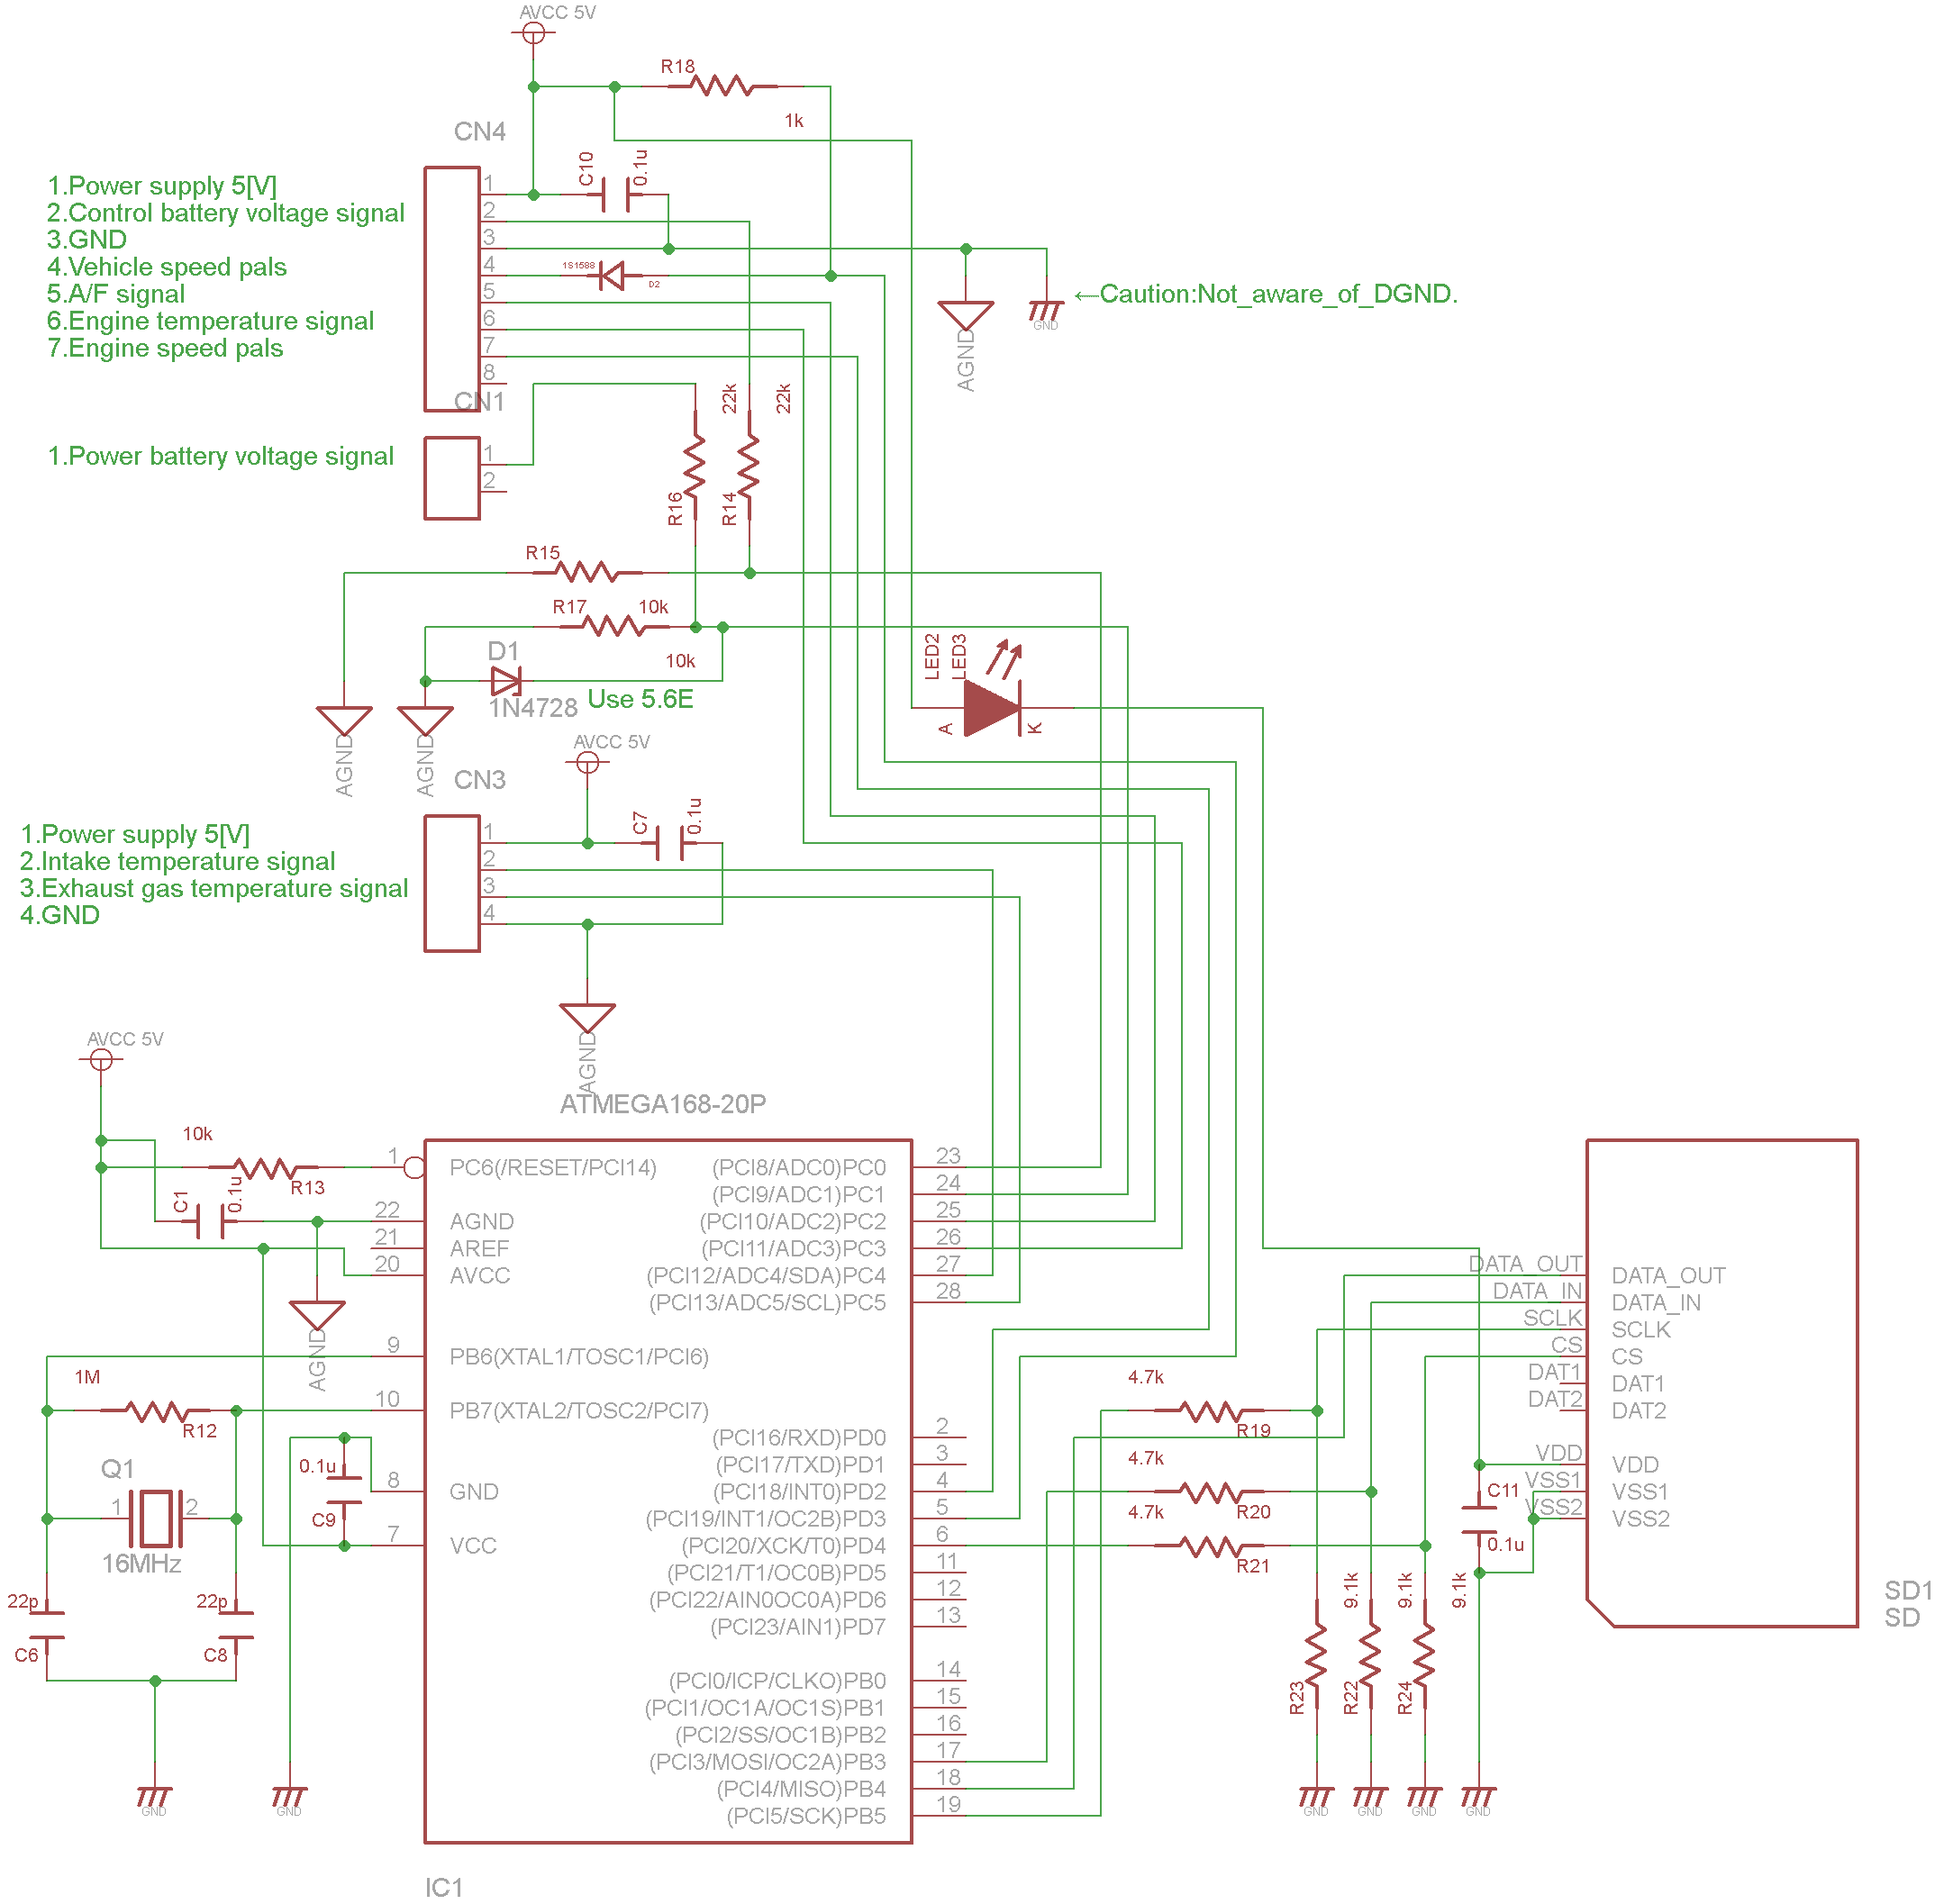 AVCC 5V
R18
1k
CN4
C10
0.1u
1.Power supply 5[V]
2.Control battery voltage signal
3.GND
4.Vehicle speed pals
5.A/F signal
6.Engine temperature signal
7.Engine speed pals
1
2
3
4
5
6
7
8
1S1588
D2
AGND
GND
←Caution:Not_aware_of_DGND.
CN1
1.Power battery voltage signal
1
2
22k
22k
R16
R14
R15
R17
10k
10k
D1
1N4728
Use 5.6E
AGND
AGND
LED2
LED3
A
K
AVCC 5V
CN3
C7
0.1u
1.Power supply 5[V]
2.Intake temperature signal
3.Exhaust gas temperature signal
4.GND
1
2
3
4
AGND
AVCC 5V
ATMEGA168-20P
10k
R13
C1
0.1u
1
PC6(/RESET/PCI14)
22
AGND
21
AREF
20
AVCC
AGND
9
PB6(XTAL1/TOSC1/PCI6)
10
PB7(XTAL2/TOSC2/PCI7)
8
GND
7
VCC
1M
R12
Q1
1
2
16MHz
0.1u
C9
22p
C6
22p
C8
GND
GND
(PCI8/ADC0)PC0
23
(PCI9/ADC1)PC1
24
(PCI10/ADC2)PC2
25
(PCI11/ADC3)PC3
26
(PCI12/ADC4/SDA)PC4
27
(PCI13/ADC5/SCL)PC5
28
(PCI16/RXD)PD0
2
(PCI17/TXD)PD1
3
(PCI18/INT0)PD2
4
(PCI19/INT1/OC2B)PD3
5
(PCI20/XCK/T0)PD4
6
(PCI21/T1/OC0B)PD5
11
(PCI22/AIN0OC0A)PD6
12
(PCI23/AIN1)PD7
13
(PCI0/ICP/CLKO)PB0
14
(PCI1/OC1A/OC1S)PB1
15
(PCI2/SS/OC1B)PB2
16
(PCI3/MOSI/OC2A)PB3
17
(PCI4/MISO)PB4
18
(PCI5/SCK)PB5
19
IC1
4.7k
R19
4.7k
R20
4.7k
R21
9.1k
9.1k
9.1k
R23
R22
R24
GND
GND
GND
GND
C11
0.1u
DATA_OUT
DATA_OUT
DATA_IN
DATA_IN
SCLK
SCLK
CS
CS
DAT1
DAT1
DAT2
DAT2
VDD
VDD
VSS1
VSS1
VSS2
VSS2
SD1
SD